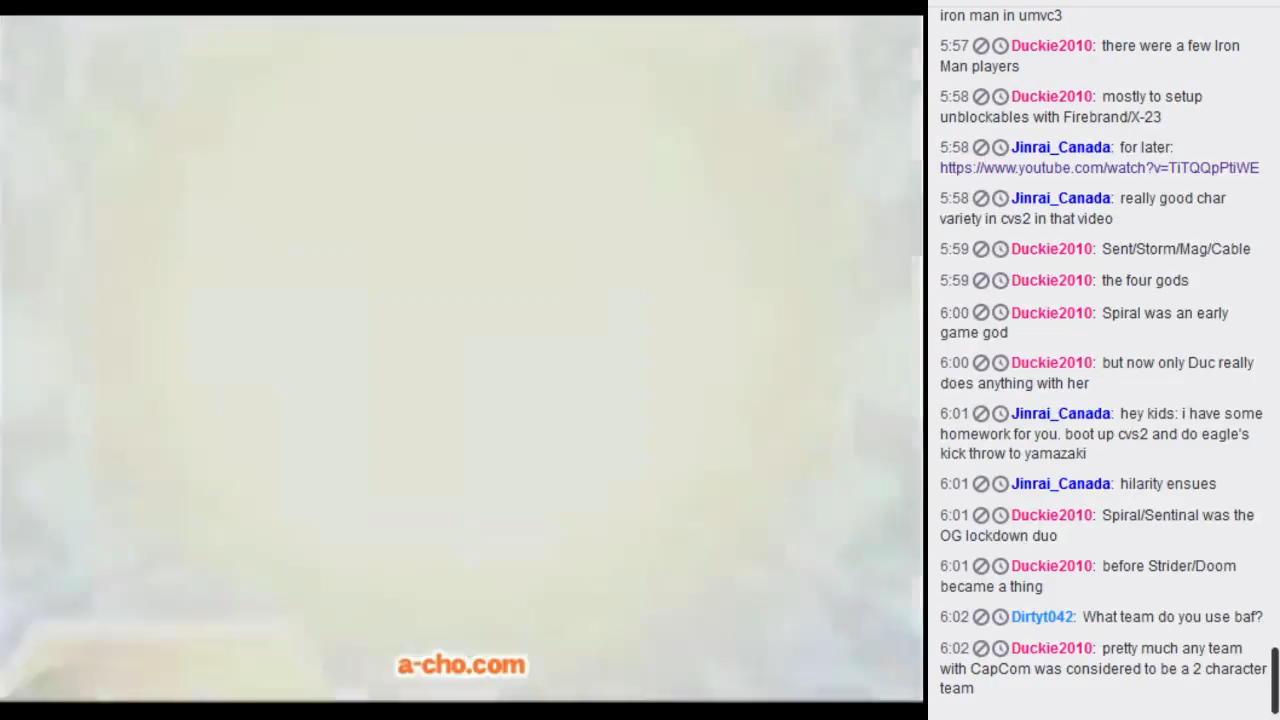 iron man in umvc3
5:57 Duckie2010: there were a few Iron
Man players
5:58 Duckie2010: mostly to setup
unblockables with Firebrand/X-23
5:58 Jinrai_Canada: for later:
https://www.youtube.com/watch?v=TiTQQpPtiWE
5:58 Jinrai_Canada: really good char
variety in cvs2 in that video
5:59 Duckie2010: Sent/Storm/Mag/Cable
5:59 Duckie2010: the four gods
6:00 Duckie2010: Spiral was an early
game god
6:00 Duckie2010: but now only Duc really
does anything with her
6:01 Jinrai_Canada: hey kids: i have some
homework for you. boot up cvs2 and do eagle's
kick throw to yamazaki
6:01 Jinrai_Canada: hilarity ensues
6:01 Duckie2010: Spiral/Sentinal was the
OG lockdown duo
6:01 Duckie2010: before Strider/Doom
became a thing
6:02 Dirtyt042: What team do you use baf?
6:02 Duckie2010: pretty much any team
with CapCom was considered to be a 2 character
team
a-cho.com